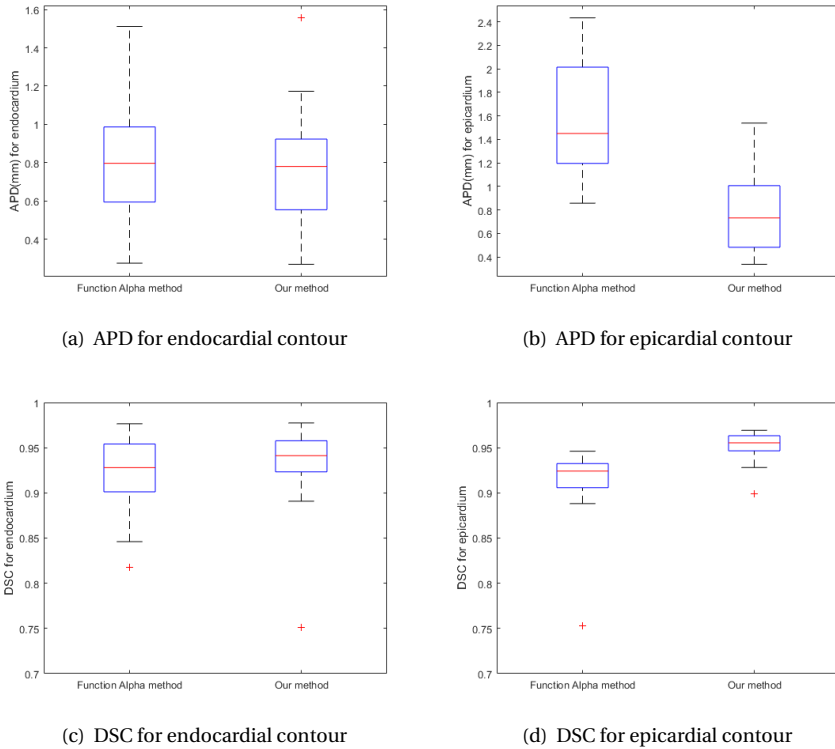 1.6
1.4
1.2
1
0.8
0.6
0.4
APD(mm) for endocardium
Function Alpha method
Our method
(a) APD for endocardial contour
2.4
2.2
2
1.8
1.6
1.4
1.2
1
0.8
0.6
0.4
APD(mm) for epicardium
Function Alpha method
Our method
(b) APD for epicardial contour
1
0.95
0.9
0.85
0.8
0.75
0.7
DSC for endocardium
Function Alpha method
Our method
(c) DSC for endocardial contour
1
0.95
0.9
0.85
0.8
0.75
0.7
DSC for epicardium
Function Alpha method
Our method
(d) DSC for epicardial contour